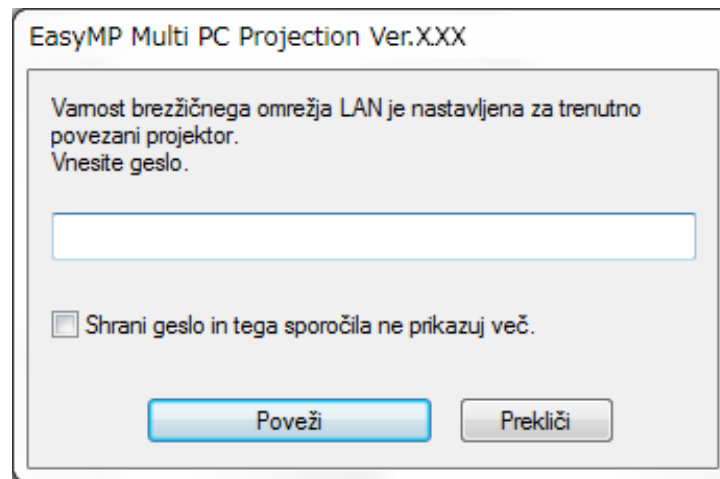 EasyMP Multi PC Projection Ver.X.XX
Varnost brezžičnega omrežja LAN je nastavljena za trenutno
povezani projektor.
Vnesite geslo.
Shrani geslo in tega sporočila ne prikazuj več.
Poveži
Prekliči